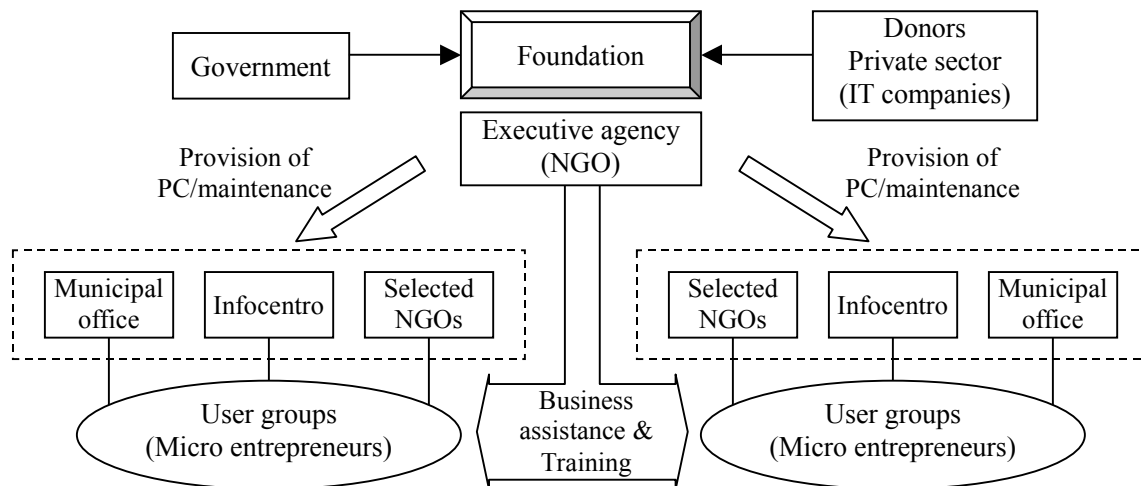 Government
Foundation
Donors
Private sector
(IT companies)
Executive agency
(NGO)
Provision of
PC/maintenance
Provision of
PC/maintenance
Municipal
office
Infocentro
Selected
NGOs
Selected
NGOs
Infocentro
Municipal
office
User groups
(Micro entrepreneurs)
Business
assistance &
Training
User groups
(Micro entrepreneurs)